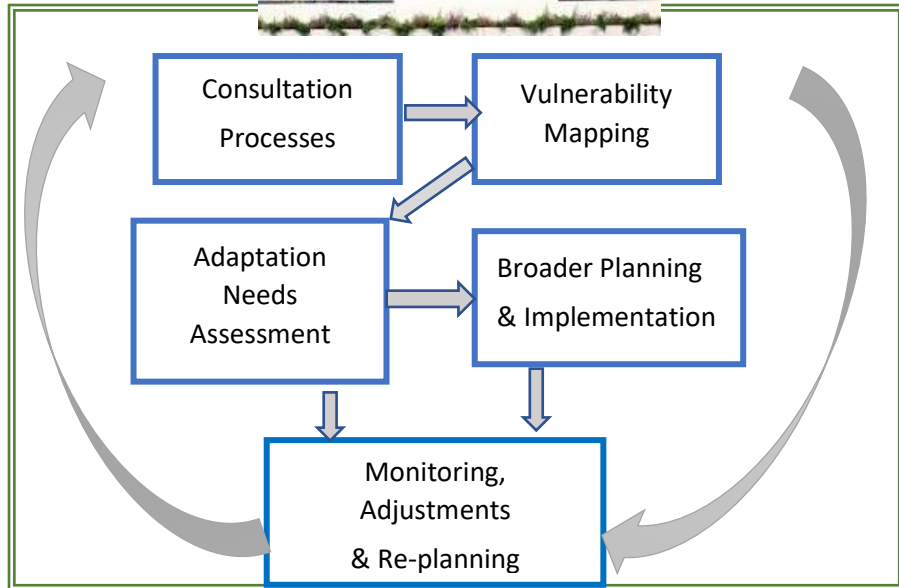 Consultation
Processes
Vulnerability
Mapping
Adaptation
Needs
Assessment
Broader Planning
& Implementation
Monitoring,
Adjustments
& Re-planning